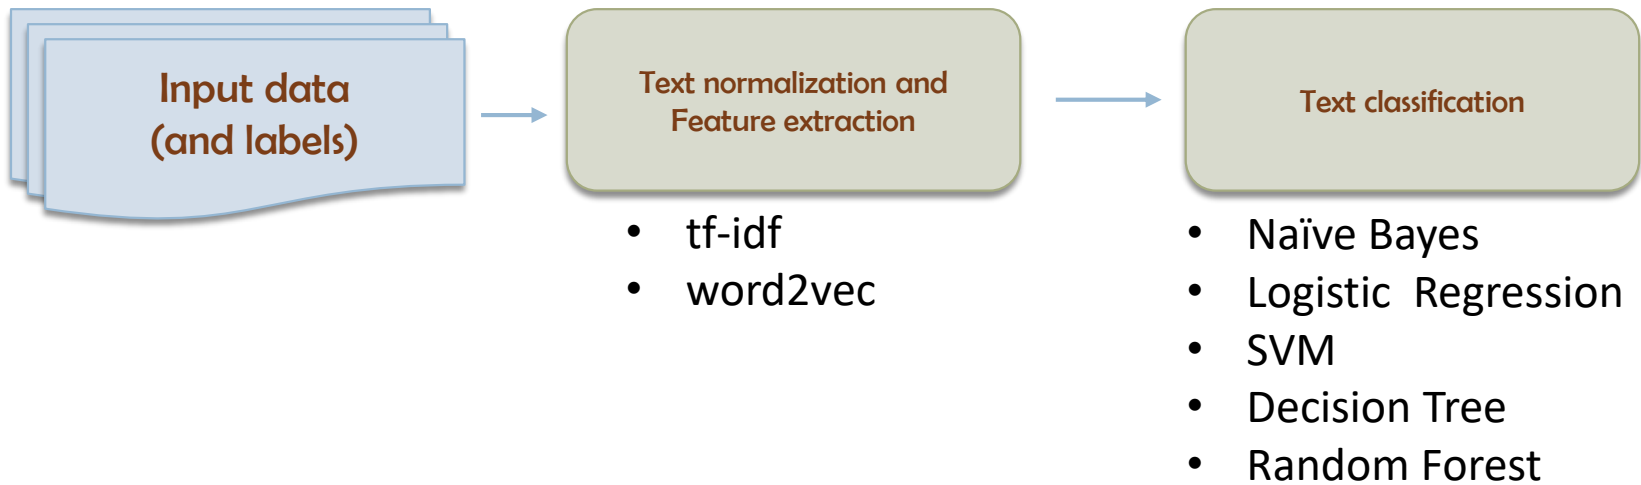 Input data
(and labels)
Text normalization and
Feature extraction
• tf-idf
• word2vec
Text classification
• Naïve Bayes
• Logistic Regression
• SVM
• Decision Tree
• Random Forest